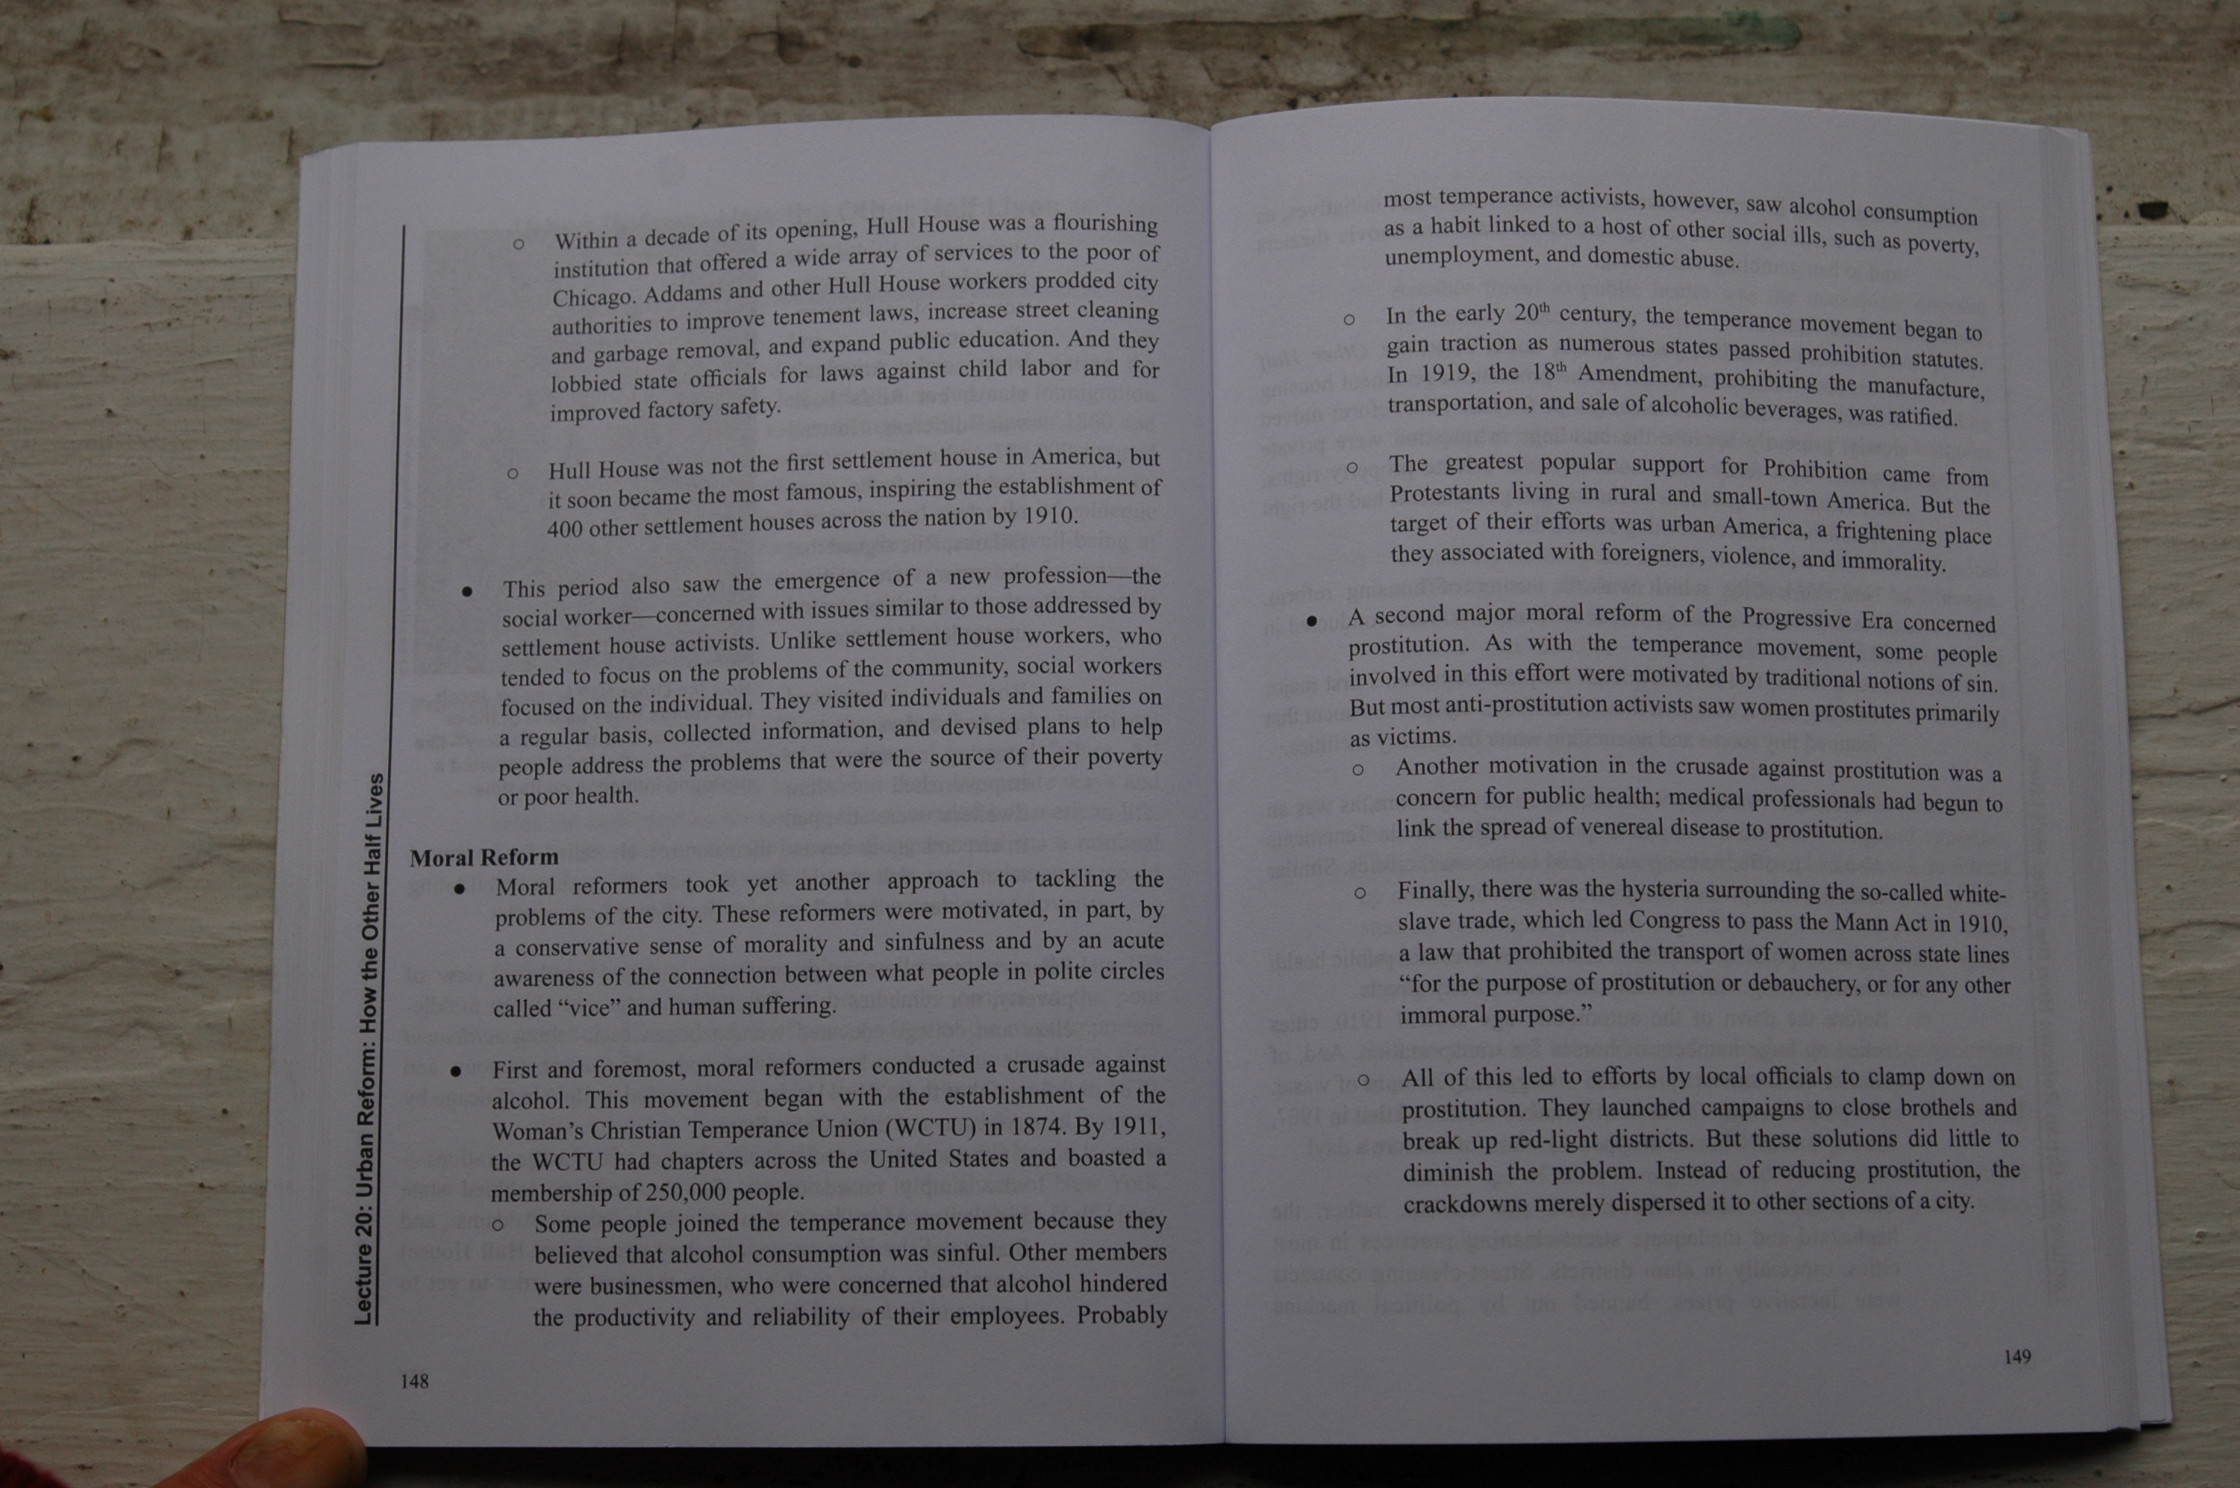 Lecture 20: Urban Reform: How the Other Half Lives
○ Within a decade of its opening, Hull House was a flourishing
institution that offered a wide array of services to the poor of
Chicago. Addams and other Hull House workers prodded city
authorities to improve tenement laws, increase street cleaning
and garbage removal, and expand public education. And they
lobbied state officials for laws against child labor and for
improved factory safety.
○ Hull House was not the first settlement house in America, but
it soon became the most famous, inspiring the establishment of
400 other settlement houses across the nation by 1910.
● This period also saw the emergence of a new profession—the
social worker—concerned with issues similar to those addressed by
settlement house activists. Unlike settlement house workers, who
tended to focus on the problems of the community, social workers
focused on the individual. They visited individuals and families on
a regular basis, collected information, and devised plans to help
people address the problems that were the source of their poverty
or poor health.
Moral Reform
● Moral reformers took yet another approach to tackling the
problems of the city. These reformers were motivated, in part, by
a conservative sense of morality and sinfulness and by an acute
awareness of the connection between what people in polite circles
called “vice” and human suffering.
● First and foremost, moral reformers conducted a crusade against
alcohol. This movement began with the establishment of the
Woman’s Christian Temperance Union (WCTU) in 1874. By 1911,
the WCTU had chapters across the United States and boasted a
membership of 250,000 people.
○ Some people joined the temperance movement because they
believed that alcohol consumption was sinful. Other members
were businessmen, who were concerned that alcohol hindered
the productivity and reliability of their employees. Probably
148
most temperance activists, however, saw alcohol consumption
as a habit linked to a host of other social ills, such as poverty,
unemployment, and domestic abuse.
○ In the early 20th century, the temperance movement began to
gain traction as numerous states passed prohibition statutes.
In 1919, the 18th Amendment, prohibiting the manufacture,
transportation, and sale of alcoholic beverages, was ratified.
○ The greatest popular support for Prohibition came from
Protestants living in rural and small-town America. But the
target of their efforts was urban America, a frightening place
they associated with foreigners, violence, and immorality.
● A second major moral reform of the Progressive Era concerned
prostitution. As with the temperance movement, some people
involved in this effort were motivated by traditional notions of sin.
But most anti-prostitution activists saw women prostitutes primarily
as victims.
○ Another motivation in the crusade against prostitution was a
concern for public health; medical professionals had begun to
link the spread of venereal disease to prostitution.
○ Finally, there was the hysteria surrounding the so-called white-
slave trade, which led Congress to pass the Mann Act in 1910,
a law that prohibited the transport of women across state lines
“for the purpose of prostitution or debauchery, or for any other
immoral purpose.”
○ All of this led to efforts by local officials to clamp down on
prostitution. They launched campaigns to close brothels and
break up red-light districts. But these solutions did little to
diminish the problem. Instead of reducing prostitution, the
crackdowns merely dispersed it to other sections of a city.
149